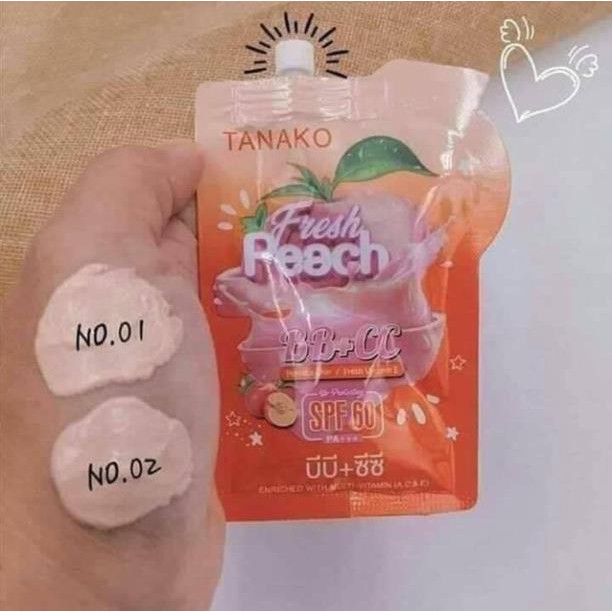 TANAKO
Fresh
Peach
BB+CC
SPF 60
PA+++
บีบี+ซีซี
ENRICHED WITH MULTI-VITAMIN (A,C & E)
NO.01
NO.02